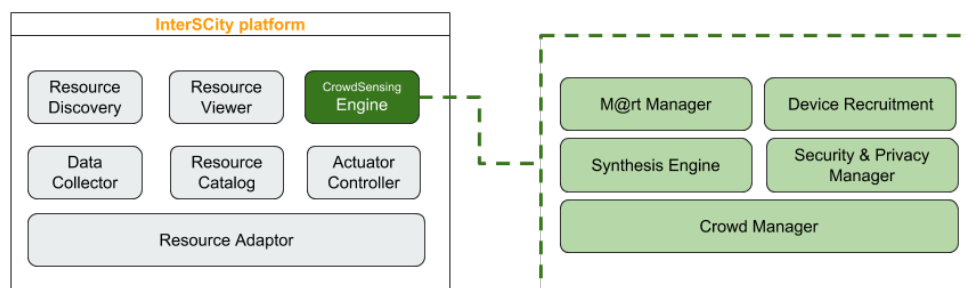 InterSCity platform
Resource
Discovery
Resource
Viewer
CrowdSensing
Engine
Data
Collector
Resource
Catalog
Actuator
Controller
Resource Adaptor
M@rt Manager
Device Recruitment
Synthesis Engine
Security & Privacy
Manager
Crowd Manager